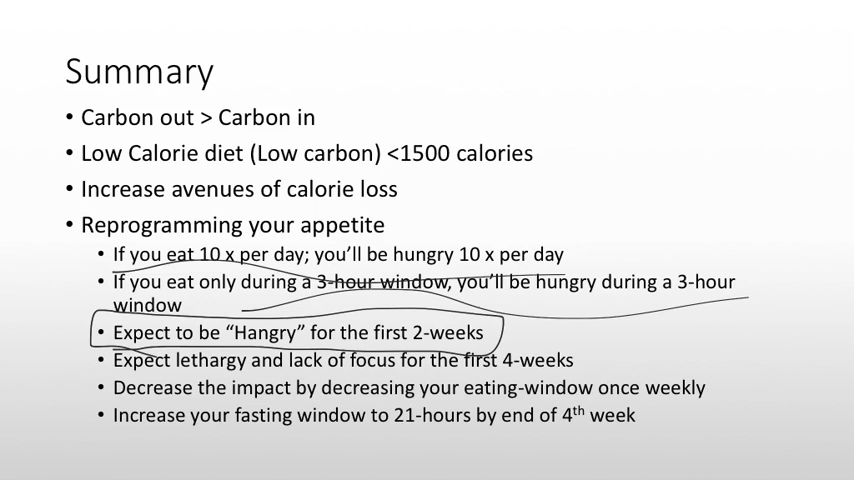 Summary
• Carbon out > Carbon in
• Low Calorie diet (Low carbon) <1500 calories
• Increase avenues of calorie loss
• Reprogramming your appetite
• If you eat 10 x per day; you'll be hungry 10 x per day
• If you eat only during a 3-hour window, you'll be hungry during a 3-hour
window
• Expect to be “Hangry” for the first 2-weeks
• Expect lethargy and lack of focus for the first 4-weeks
• Decrease the impact by decreasing your eating-window once weekly
• Increase your fasting window to 21-hours by end of 4th week